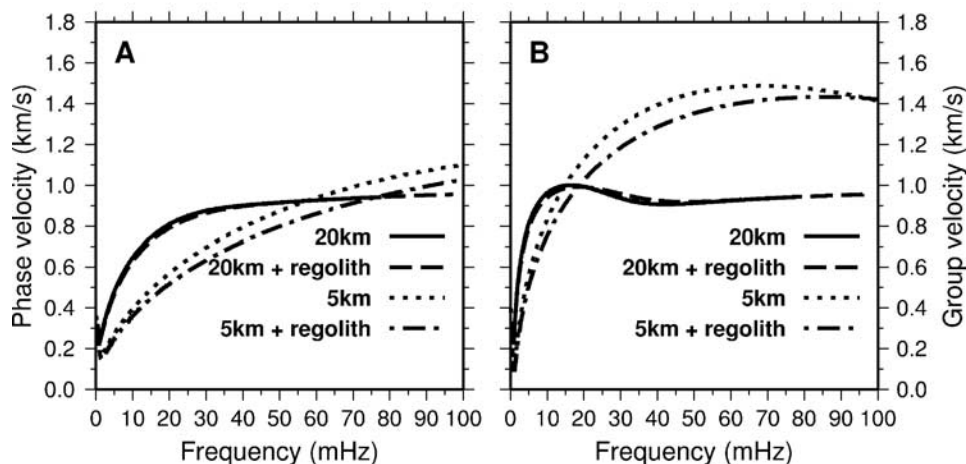 A
B
Phase velocity (km/s)
1.8
1.6
1.4
1.2
1.0
0.8
0.6
0.4
0.2
0.0
20km
20km + regolith
5km
5km + regolith
0 10 20 30 40 50 60 70 80 90 100
Frequency (mHz)
20km
20km + regolith
5km
5km + regolith
0 10 20 30 40 50 60 70 80 90 100
Frequency (mHz)
1.8
1.6
1.4
1.2
1.0
0.8
0.6
0.4
0.2
0.0
Group velocity (km/s)